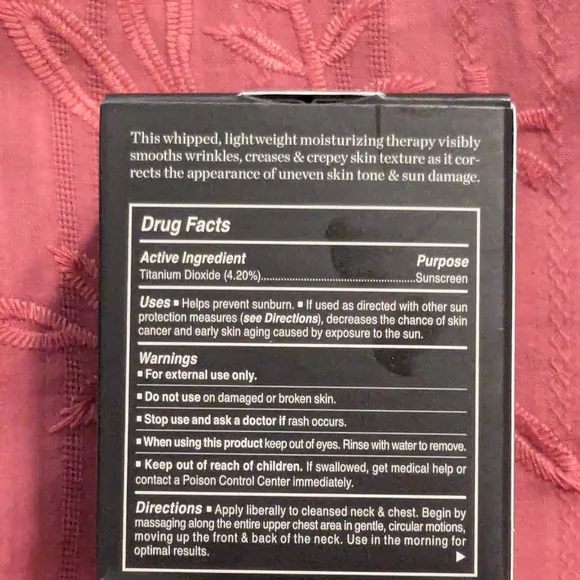 This whipped, lightweight moisturizing therapy visibly
smooths wrinkles, creases & crepey skin texture as it cor-
rects the appearance of uneven skin tone & sun damage.
Drug Facts
Active Ingredient Purpose
Titanium Dioxide (4.20%)......................................................Sunscreen
Uses ▪ Helps prevent sunburn. ▪ If used as directed with other sun
protection measures (see Directions), decreases the chance of skin
cancer and early skin aging caused by exposure to the sun.
Warnings
▪ For external use only.
▪ Do not use on damaged or broken skin.
▪ Stop use and ask a doctor if rash occurs.
▪ When using this product keep out of eyes. Rinse with water to remove.
▪ Keep out of reach of children. If swallowed, get medical help or
contact a Poison Control Center immediately.
Directions ▪ Apply liberally to cleansed neck & chest. Begin by
massaging along the entire upper chest area in gentle, circular motions,
moving up the front & back of the neck. Use in the morning for
optimal results.